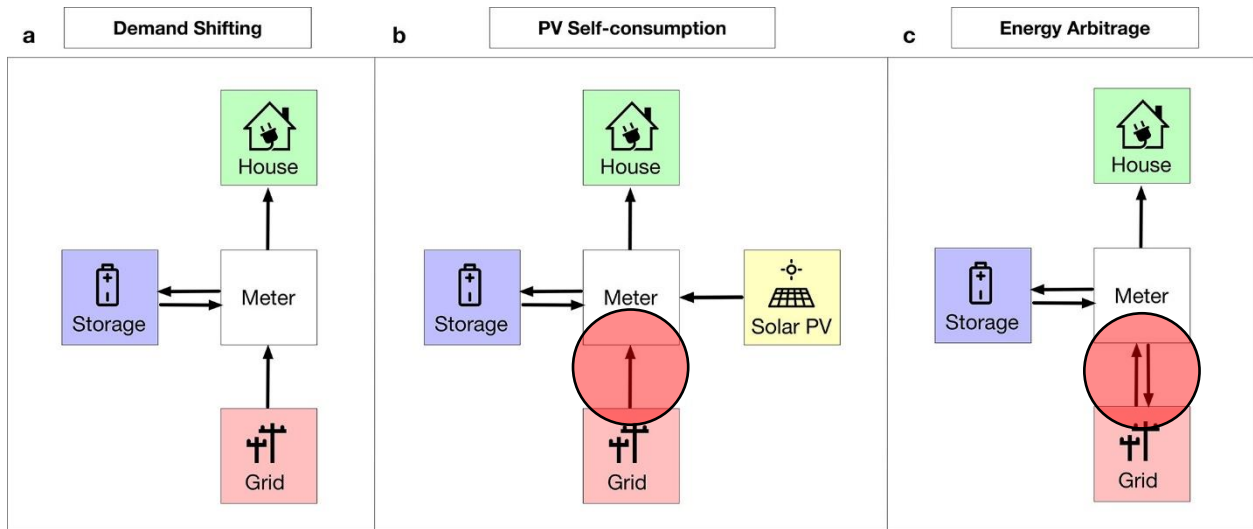 a
Demand Shifting
b
PV Self-consumption
c
Energy Arbitrage
House
Storage
Meter
Grid
House
Storage
Meter
Solar PV
Grid
House
Storage
Meter
Grid